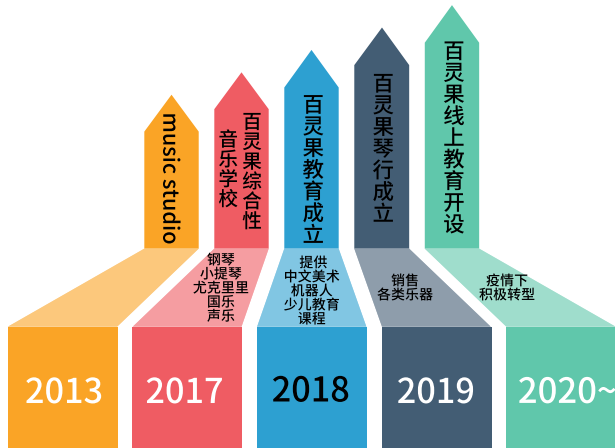 music studio
百灵果综合性
音乐学校
百灵果教育成立
百灵果琴行成立
百灵果线上教育开设
钢琴
小提琴
尤克里里
国乐
声乐
提供
中文美术
机器人
少儿教育
课程
销售
各类乐器
疫情下
积极转型
2013
2017
2018
2019
2020~